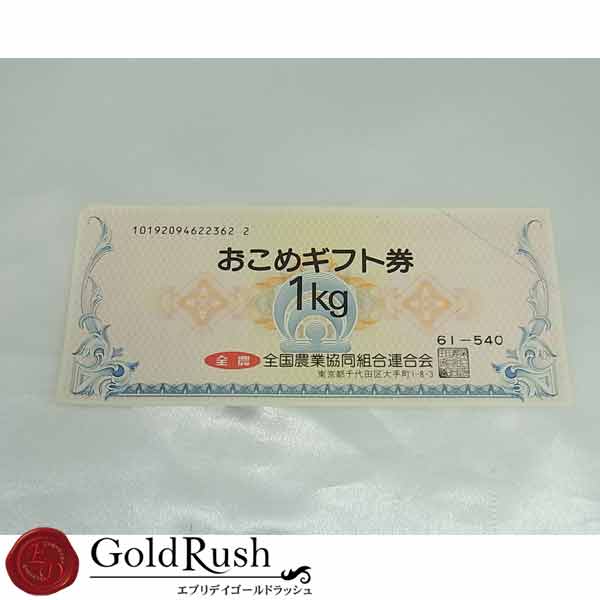 10192094622362 2
おこめギフト券
1kg
61-540
全農 全国農業協同組合連合会
東京都千代田区大手町1-8-3
GoldRush
エブリデイゴールドラッシュ